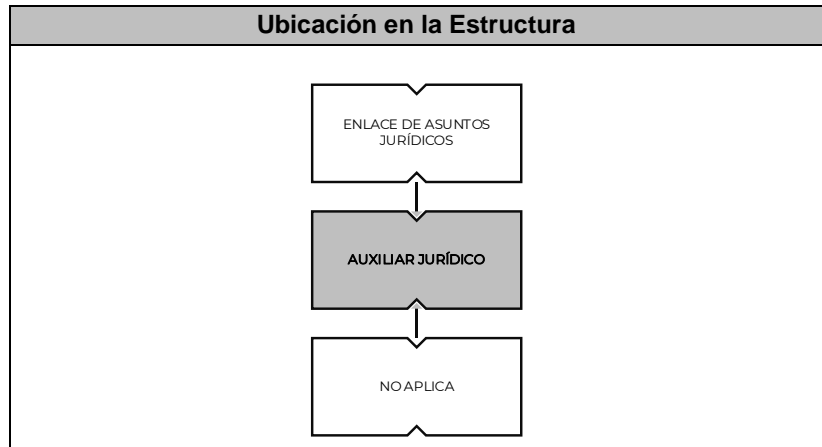 Ubicación en la Estructura
ENLACE DE ASUNTOS
JURÍDICOS
AUXILIAR JURÍDICO
NO APLICA